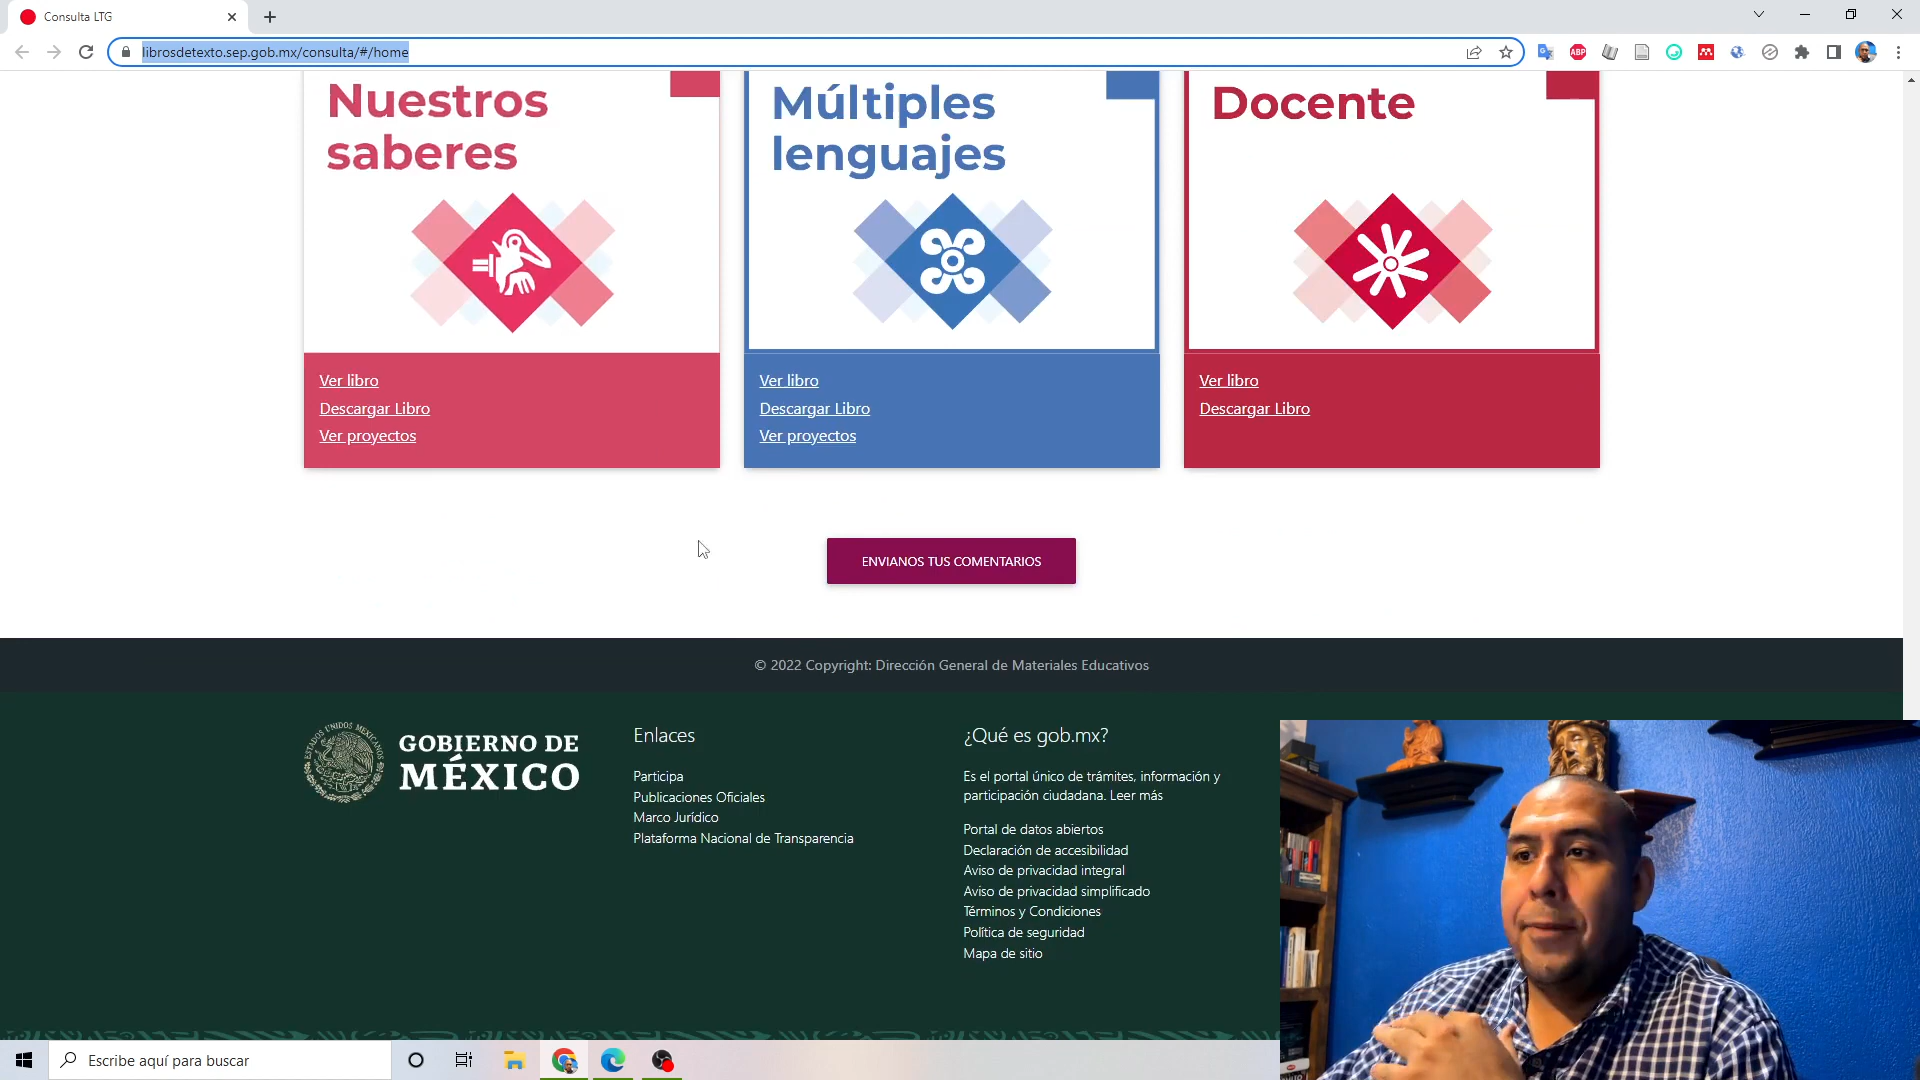 Consulta LTG
librosdetexto.sep.gob.mx/consulta/#/home
ABP
Nuestros
saberes
Múltiples
lenguajes
Docente
Ver libro
Descargar Libro
Ver proyectos
Ver libro
Descargar Libro
Ver proyectos
Ver libro
Descargar Libro
ENVIANOS TUS COMENTARIOS
© 2022 Copyright: Dirección General de Materiales Educativos
ESTADOS UNIDOS MEXICANOS
GOBIERNO DE
MÉXICO
Enlaces
Participa
Publicaciones Oficiales
Marco Jurídico
Plataforma Nacional de Transparencia
¿Qué es gob.mx?
Es el portal único de trámites, información y
participación ciudadana. Leer más
Portal de datos abiertos
Declaración de accesibilidad
Aviso de privacidad integral
Aviso de privacidad simplificado
Términos y Condiciones
Política de seguridad
Mapa de sitio
Escribe aquí para buscar